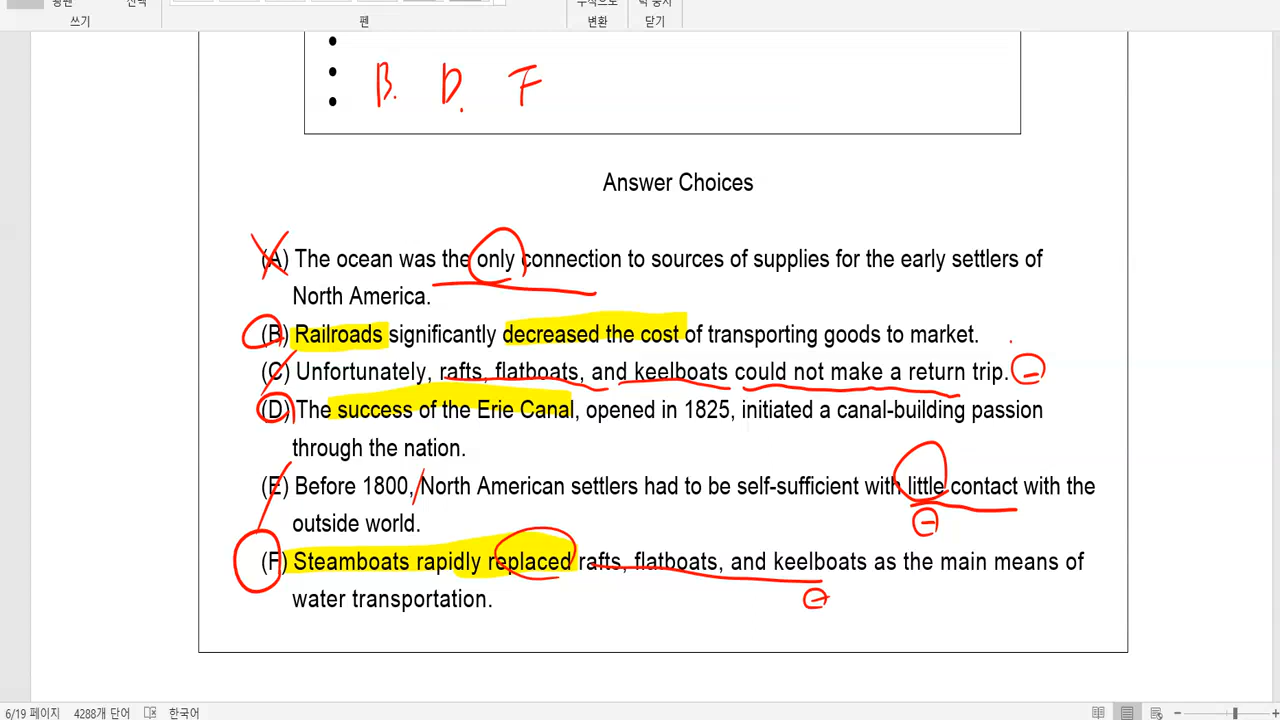 쓰기
펜
변환
닫기
B. D. F
Answer Choices
(A) The ocean was the only connection to sources of supplies for the early settlers of
North America.
(B) Railroads significantly decreased the cost of transporting goods to market.
(C) Unfortunately, rafts, flatboats, and keelboats could not make a return trip.
(D) The success of the Erie Canal, opened in 1825, initiated a canal-building passion
through the nation.
(E) Before 1800, North American settlers had to be self-sufficient with little contact with the
outside world.
(F) Steamboats rapidly replaced rafts, flatboats, and keelboats as the main means of
water transportation.
6/19 페이지 4288개 단어 한국어